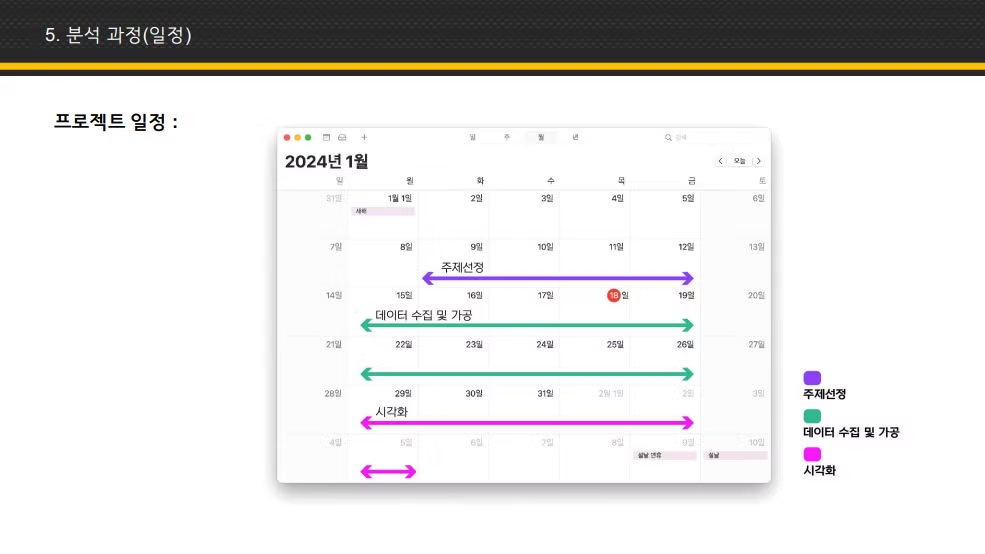 5. 분석 과정(일정)
프로젝트 일정 :
일 주 월 년 검색
2024년 1월
오늘
일 월 화 수 목 금 토
31일 1월 1일 2일 3일 4일 5일 6일
새해
7일 8일 9일 10일 11일 12일 13일
주제선정
14일 15일 16일 17일 18일 19일 20일
데이터 수집 및 가공
21일 22일 23일 24일 25일 26일 27일
28일 29일 30일 31일 2월 1일 2일 3일
시각화
4일 5일 6일 7일 8일 9일 10일
설날 연휴 설날
주제선정
데이터 수집 및 가공
시각화